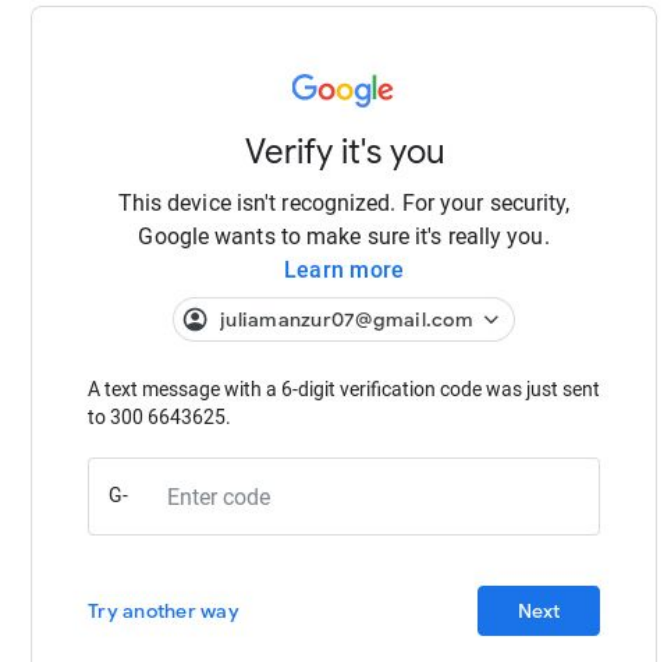 Google
Verify it's you
This device isn't recognized. For your security,
Google wants to make sure it's really you.
Learn more
juliamanzur07@gmail.com
A text message with a 6-digit verification code was just sent
to 300 6643625.
G- Enter code
Try another way Next